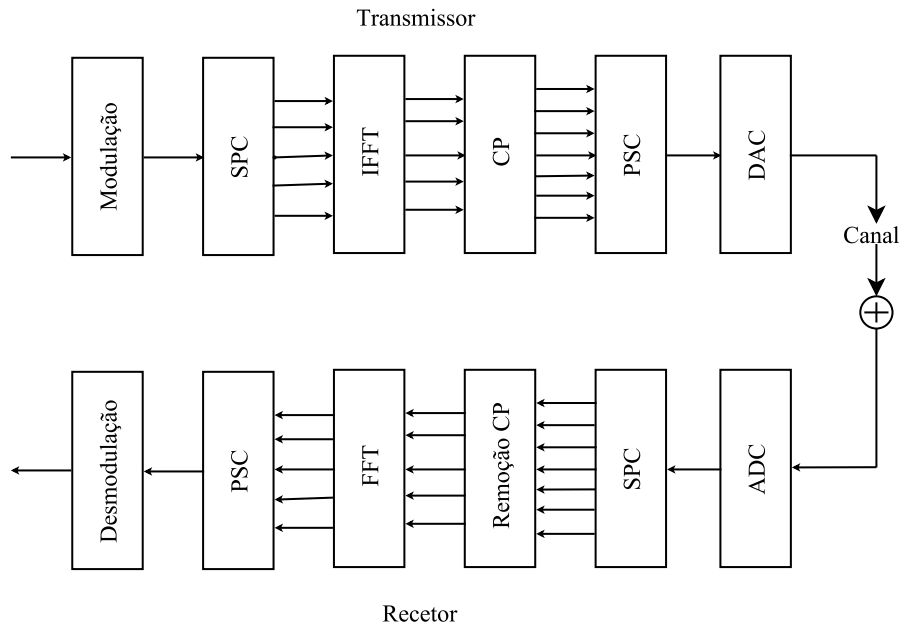 Transmissor
Modulação
SPC
IFFT
CP
PSC
DAC
Canal
Desmodulação
PSC
FFT
Remoção CP
SPC
ADC
Recetor